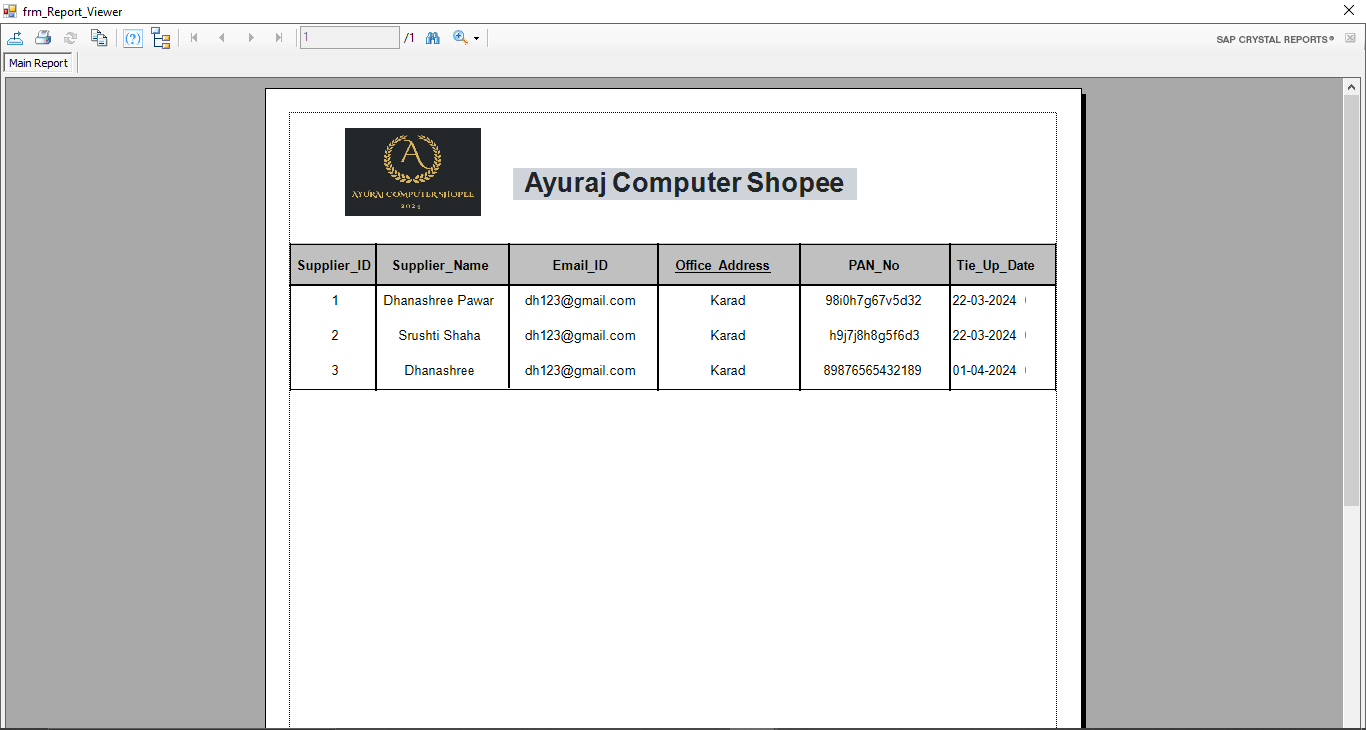 frm_Report_Viewer
1 /1 SAP CRYSTAL REPORTS®
Main Report
A
AYURAJ COMPUTER SHOPEE
2024
Ayuraj Computer Shopee
Supplier_ID Supplier_Name Email_ID Office_Address PAN_No Tie_Up_Date
1 Dhanashree Pawar dh123@gmail.com Karad 98i0h7g67v5d32 22-03-2024
2 Srushti Shaha dh123@gmail.com Karad h9j7j8h8g5f6d3 22-03-2024
3 Dhanashree dh123@gmail.com Karad 89876565432189 01-04-2024